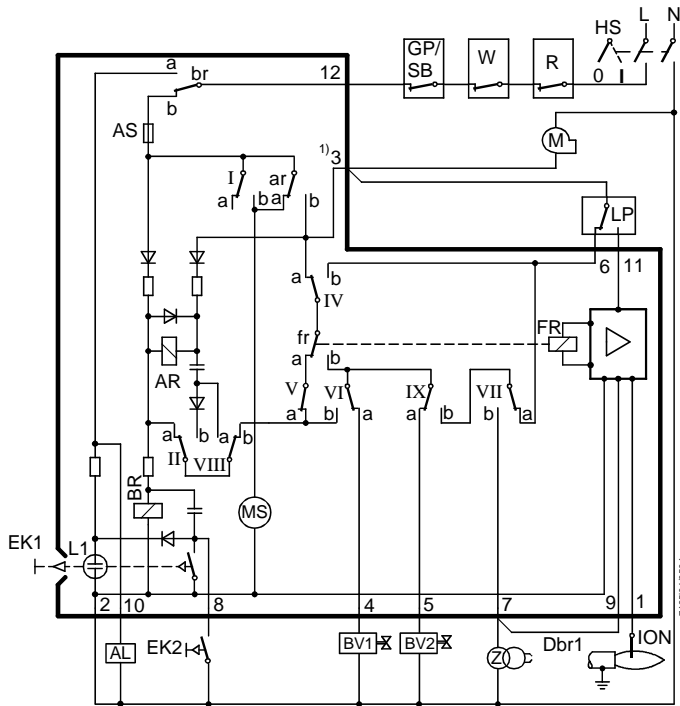 HS L N
GP/
SB
W
R
0 I
a
br
12
b
AS
M
1) 3
I
ar
a b a b
LP
6 11
a b
IV
fr
FR
a b
AR
V VI IX VII
a b a a b b a
a b a b
II VIII
BR
MS
EK1 L1
2 10 8 4 5 7 9 1
AL
EK2
BV1
BV2
Z
Dbr1
ION